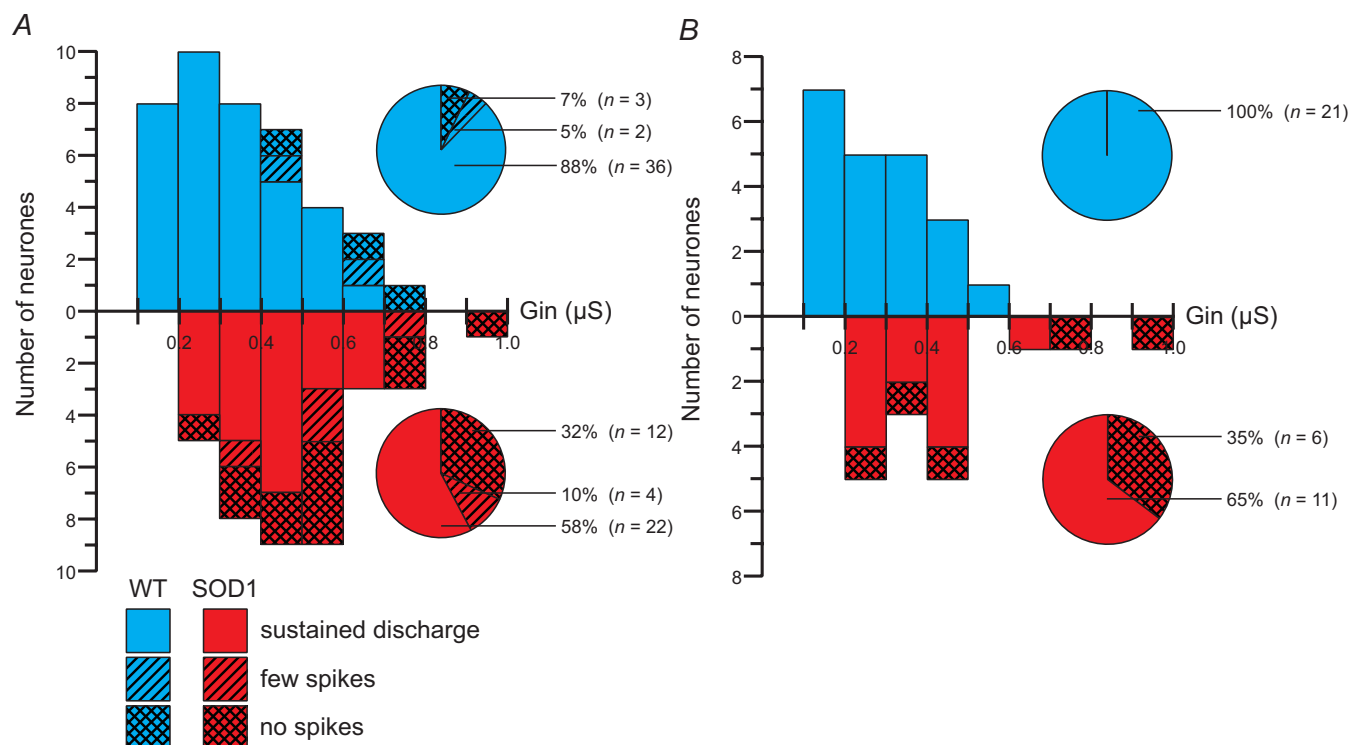 A
Number of neurones
10
8
6
4
2
0
2
4
6
8
10
0.2
0.4
0.6
0.8
1.0
Gin (µS)
7% (n = 3)
5% (n = 2)
88% (n = 36)
32% (n = 12)
10% (n = 4)
58% (n = 22)
B
Number of neurones
8
6
4
2
0
2
4
6
8
0.2
0.4
0.6
0.8
1.0
Gin (µS)
100% (n = 21)
35% (n = 6)
65% (n = 11)
WT SOD1
sustained discharge
few spikes
no spikes